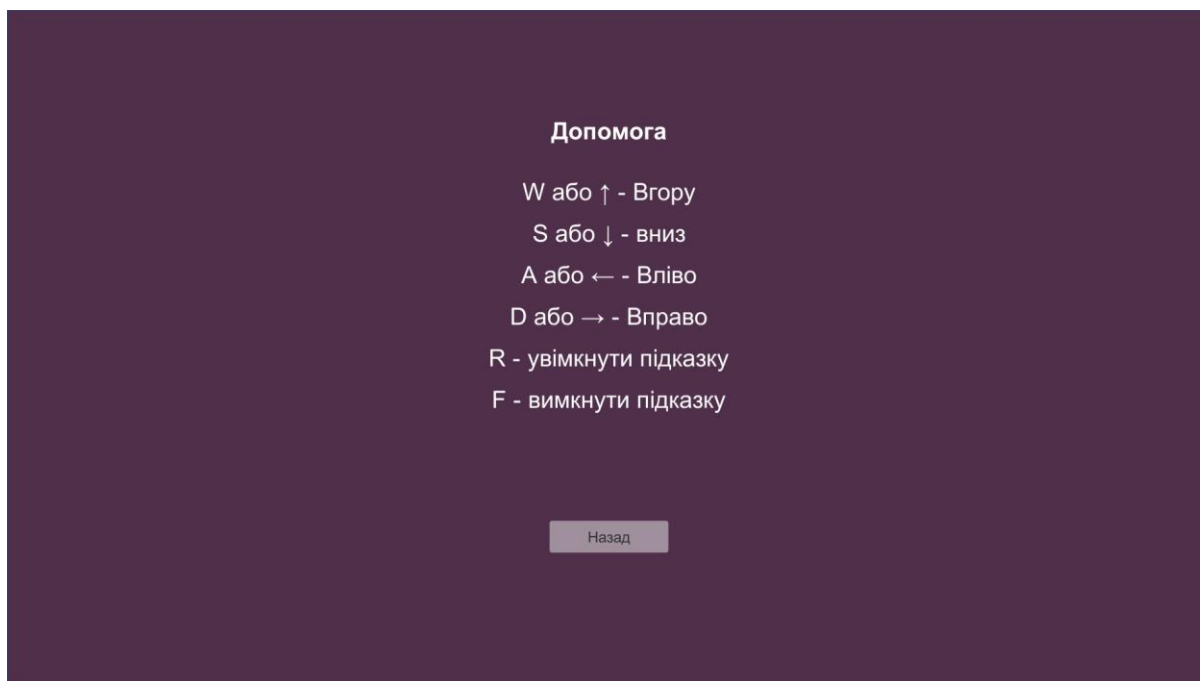 Допомога
W або ↑ - Вгору
S або ↓ - вниз
A або ← - Вліво
D або → - Вправо
R - увімкнути підказку
F - вимкнути підказку
Назад